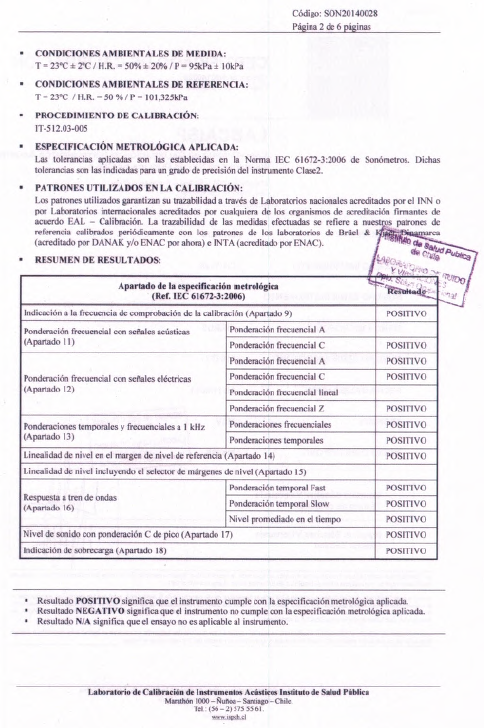 Código: SON20140028
Página 2 de 6 páginas
CONDICIONES AMBIENTALES DE MEDIDA:
T = 23°C ± 2°C / H.R. = 50% ± 20% / P = 95kPa ± 10kPa
CONDICIONES AMBIENTALES DE REFERENCIA:
T = 23°C / H.R. = 50 % / P = 101,325kPa
PROCEDIMIENTO DE CALIBRACIÓN:
IT-512.03-005
ESPECIFICACIÓN METROLÓGICA APLICADA:
Las tolerancias aplicadas son las establecidas en la Norma IEC 61672-3:2006 de Sonómetros. Dichas
tolerancias son las indicadas para un grado de precisión del instrumento Clase2.
PATRONES UTILIZADOS EN LA CALIBRACIÓN:
Los patrones utilizados garantizan su trazabilidad a través de Laboratorios nacionales acreditados por el INN o
por Laboratorios internacionales acreditados por cualquiera de los organismos de acreditación firmantes de
acuerdo EAL – Calibración. La trazabilidad de las medidas efectuadas se refiere a nuestros patrones de
referencia calibrados periódicamente con los patrones de los laboratorios de Brüel & Dinamarca
(acreditado por DANAK y/o ENAC por ahora) e INTA (acreditado por ENAC).
Instituto de Salud Publica
de Chile
LABORATORIO DE RUIDO
RESUMEN DE RESULTADOS:
Apartado de la especificación metrológica
(Ref. IEC 61672-3:2006)
Resultado
Indicación a la frecuencia de comprobación de la calibración (Apartado 9) POSITIVO
Ponderación frecuencial con señales acústicas
(Apartado 11)
Ponderación frecuencial A
Ponderación frecuencial C POSITIVO
Ponderación frecuencial con señales eléctricas
(Apartado 12)
Ponderación frecuencial A POSITIVO
Ponderación frecuencial C POSITIVO
Ponderación frecuencial lineal
Ponderación frecuencial Z POSITIVO
Ponderaciones temporales y frecuenciales a 1 kHz
(Apartado 13)
Ponderaciones frecuenciales POSITIVO
Ponderaciones temporales POSITIVO
Linealidad de nivel en el margen de nivel de referencia (Apartado 14) POSITIVO
Linealidad de nivel incluyendo el selector de márgenes de nivel (Apartado 15)
Respuesta a tren de ondas
(Apartado 16)
Ponderación temporal Fast POSITIVO
Ponderación temporal Slow POSITIVO
Nivel promediado en el tiempo POSITIVO
Nivel de sonido con ponderación C de pico (Apartado 17) POSITIVO
Indicación de sobrecarga (Apartado 18) POSITIVO
Resultado POSITIVO significa que el instrumento cumple con la especificación metrológica aplicada.
Resultado NEGATIVO significa que el instrumento no cumple con la especificación metrológica aplicada.
Resultado N/A significa que el ensayo no es aplicable al instrumento.
Laboratorio de Calibración de Instrumentos Acústicos Instituto de Salud Pública
Marathón 1000 – Ñuñoa – Santiago – Chile.
Tel.: (56 – 2) 575 55 61.
www.ispch.cl